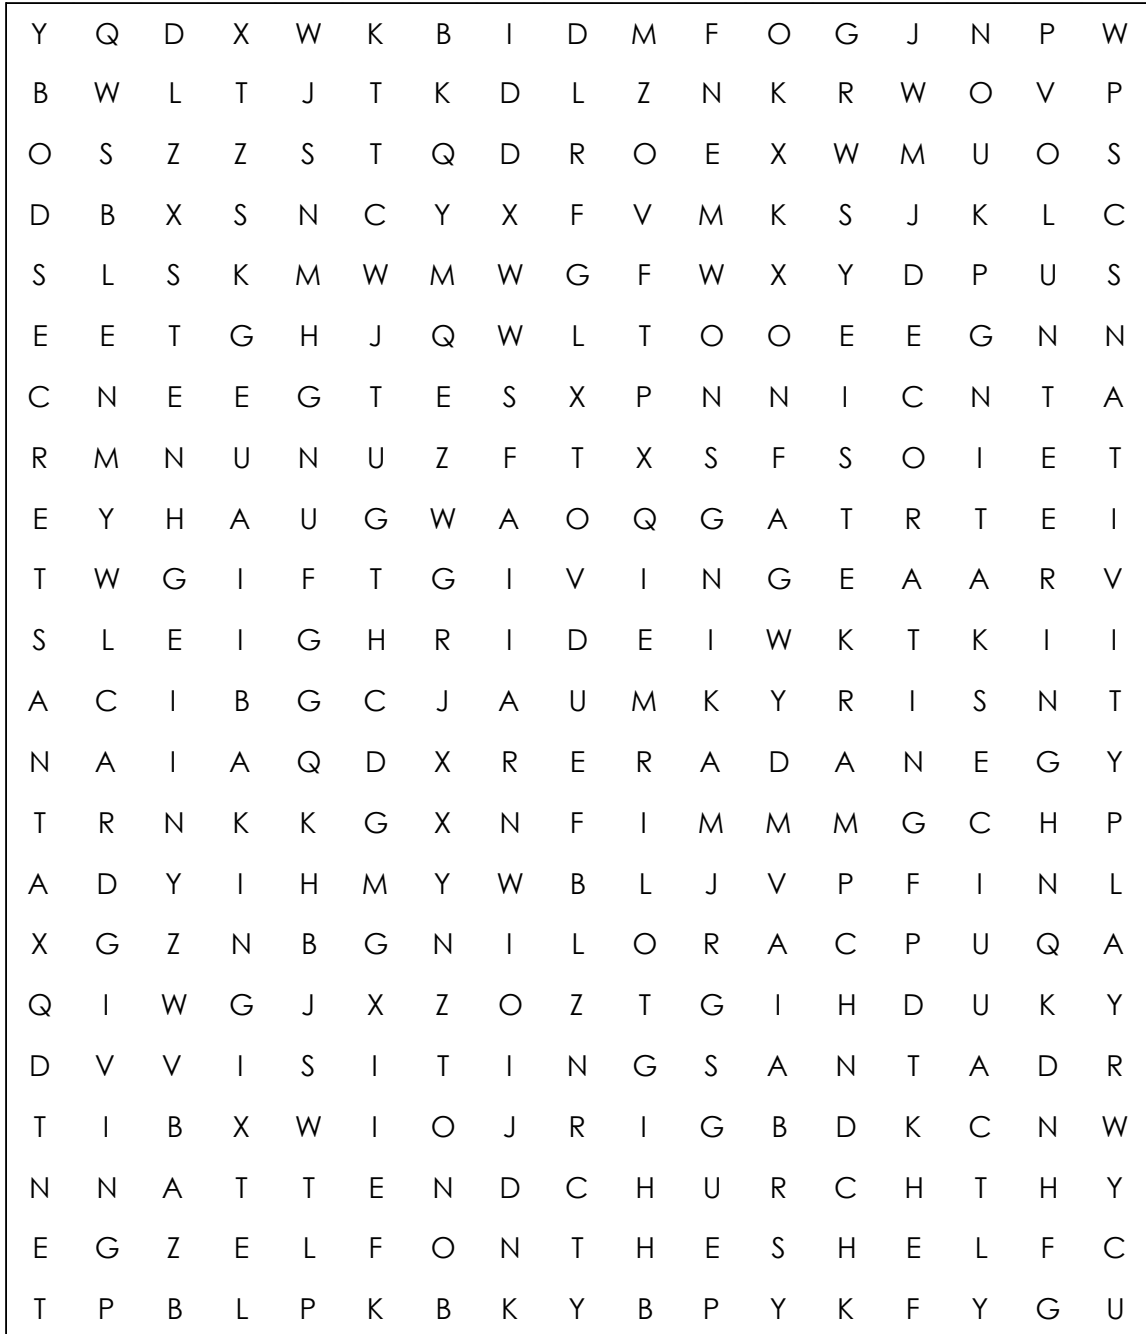 Y Q D X W K B I D M F O G J N P W
B W L T J T K D L Z N K R W O V P
O S Z Z S T Q D R O E X W M U O S
D B X S N C Y X F V M K S J K L C
S L S K M W M W G F W X Y D P U S
E E T G H J Q W L T O O E E G N N
C N E E G T E S X P N N I C N T A
R M N U N U Z F T X S F S O I E T
E Y H A U G W A O Q G A T R T E I
T W G I F T G I V I N G E A A R V
S L E I G H R I D E I W K T K I I
A C I B G C J A U M K Y R I S N T
N A I A Q D X R E R A D A N E G Y
T R N K K G X N F I M M M G C H P
A D Y I H M Y W B L J V P F I N L
X G Z N B G N I L O R A C P U Q A
Q I W G J X Z O Z T G I H D U K Y
D V V I S I T I N G S A N T A D R
T I B X W I O J R I G B D K C N W
N N A T T E N D C H U R C H T H Y
E G Z E L F O N T H E S H E L F C
T P B L P K B K Y B P Y K F Y G U